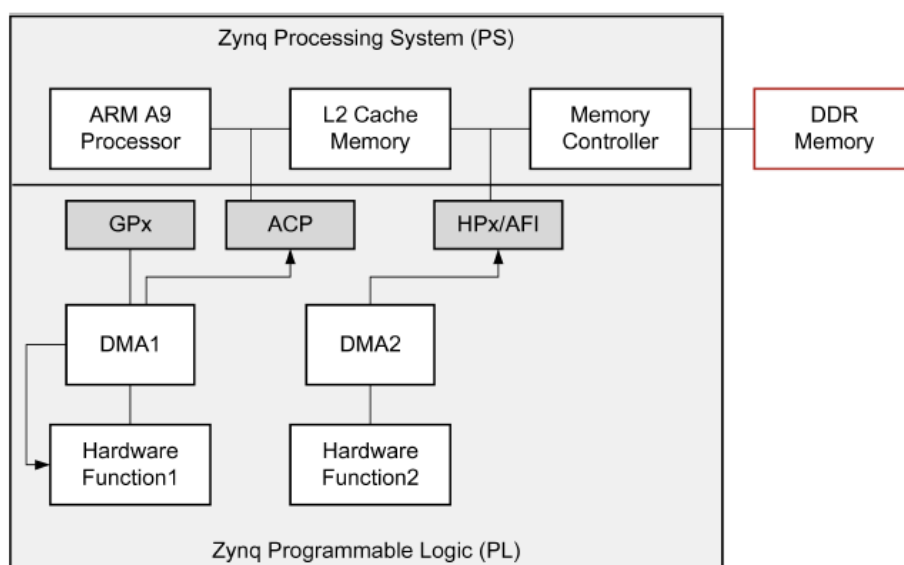 Zynq Processing System (PS)
ARM A9
Processor
L2 Cache
Memory
Memory
Controller
DDR
Memory
GPx
ACP
HPx/AFI
DMA1
DMA2
Hardware
Function1
Hardware
Function2
Zynq Programmable Logic (PL)